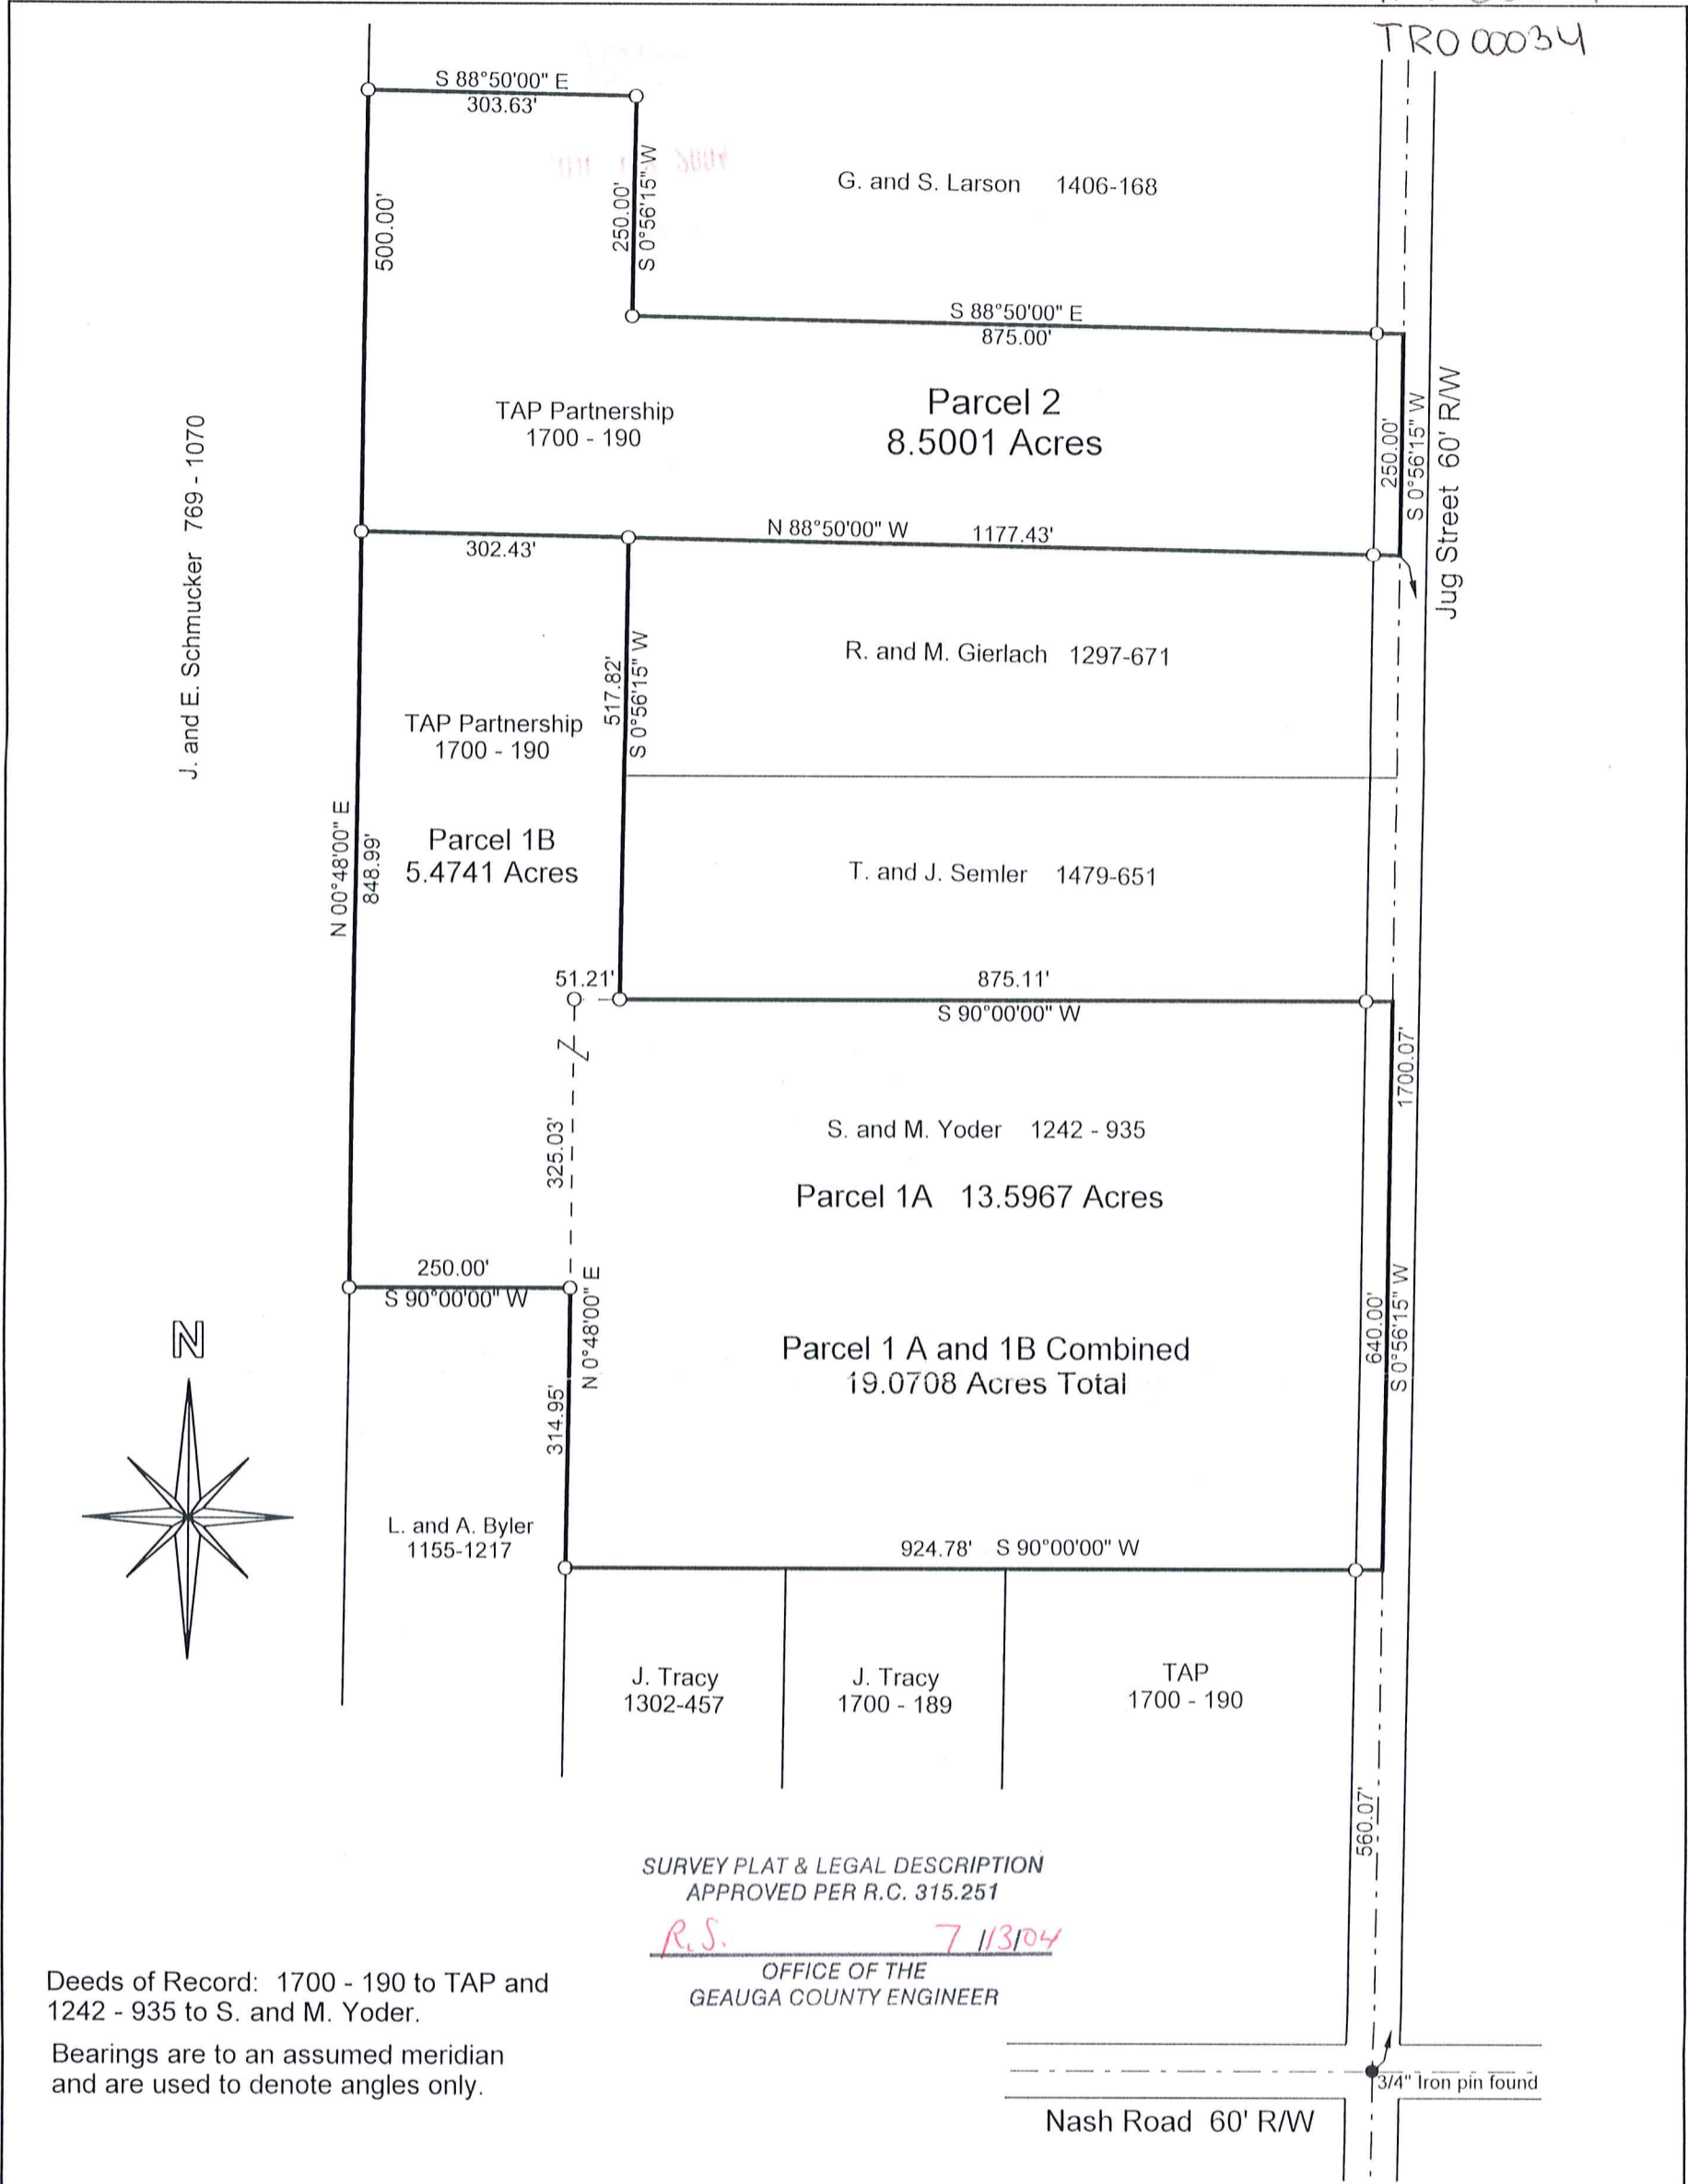 TRO 00034
S 88°50'00" E
303.63'
500.00'
250.00'
S 0°56'15" W
G. and S. Larson 1406-168
S 88°50'00" E
875.00'
Parcel 2
8.5001 Acres
TAP Partnership
1700 - 190
250.00'
S 0°56'15" W
Jug Street 60' R/W
J. and E. Schmucker 769 - 1070
N 88°50'00" W 1177.43'
302.43'
517.82'
S 0°56'15" W
R. and M. Gierlach 1297-671
TAP Partnership
1700 - 190
N 00°48'00" E
848.99'
Parcel 1B
5.4741 Acres
T. and J. Semler 1479-651
51.21'
875.11'
S 90°00'00" W
1700.07'
325.03'
S. and M. Yoder 1242 - 935
Parcel 1A 13.5967 Acres
250.00'
S 90°00'00" W
N 0°48'00" E
640.00'
S 0°56'15" W
N
Parcel 1 A and 1B Combined
19.0708 Acres Total
314.95'
L. and A. Byler
1155-1217
924.78' S 90°00'00" W
J. Tracy
1302-457
J. Tracy
1700 - 189
TAP
1700 - 190
560.07'
SURVEY PLAT & LEGAL DESCRIPTION
APPROVED PER R.C. 315.251
R.S. 7/13/04
OFFICE OF THE
GEAUGA COUNTY ENGINEER
Deeds of Record: 1700 - 190 to TAP and
1242 - 935 to S. and M. Yoder.
Bearings are to an assumed meridian
and are used to denote angles only.
3/4" Iron pin found
Nash Road 60' R/W